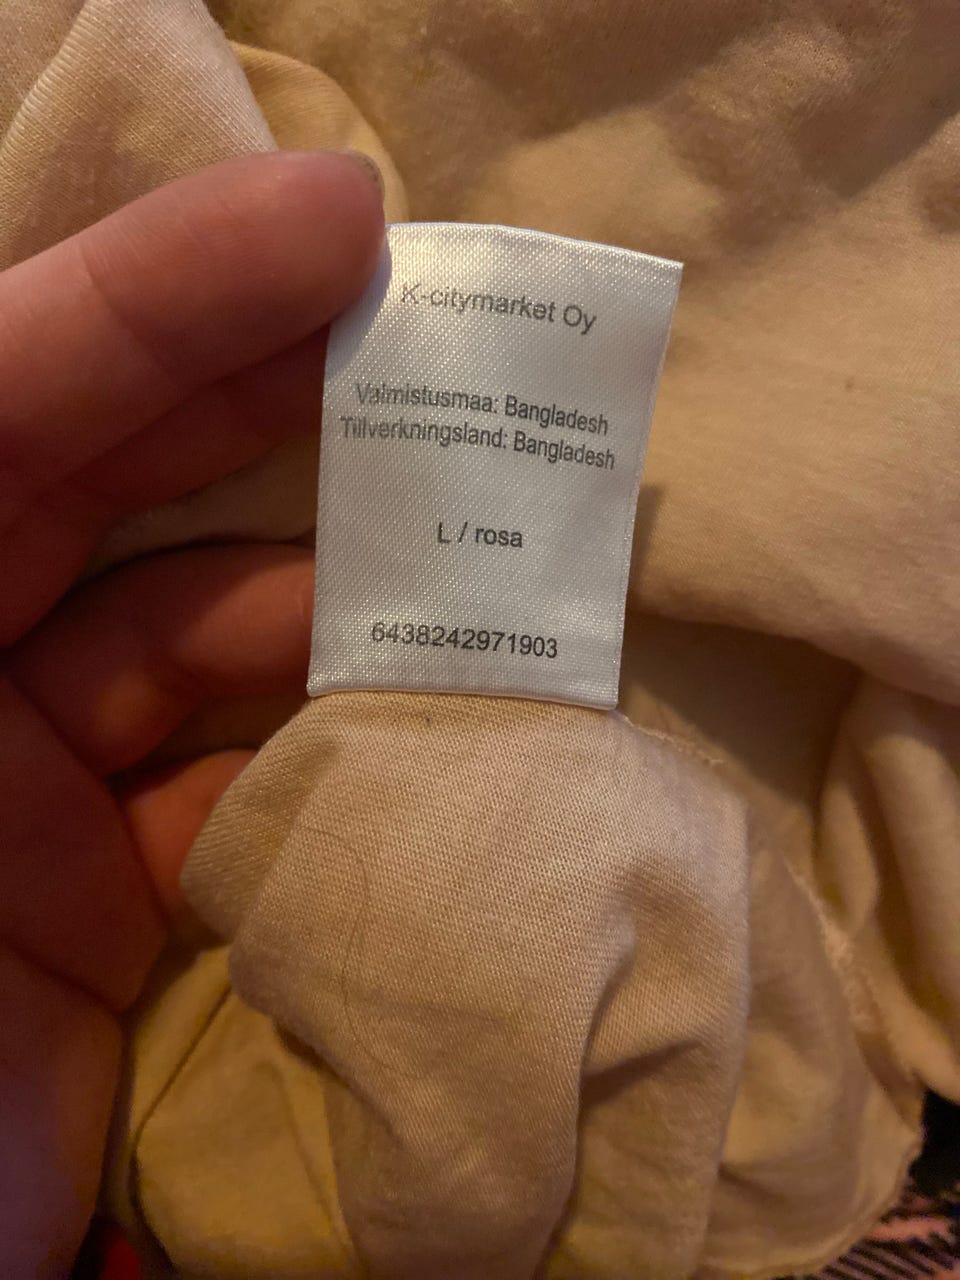 K-citymarket Oy
Valmistusmaa: Bangladesh
Tillverkningsland: Bangladesh
L / rosa
6438242971903